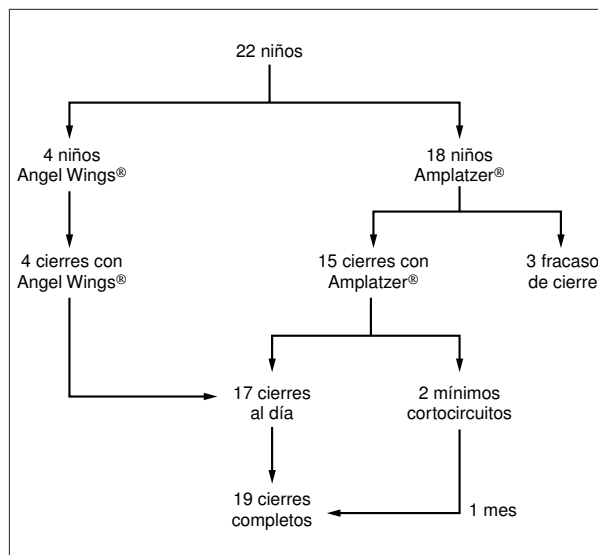 22 niños
4 niños
Angel Wings®
18 niños
Amplatzer®
4 cierres con
Angel Wings®
15 cierres con
Amplatzer®
3 fracaso
de cierre
17 cierres
al día
2 mínimos
cortocircuitos
19 cierres
completos
1 mes